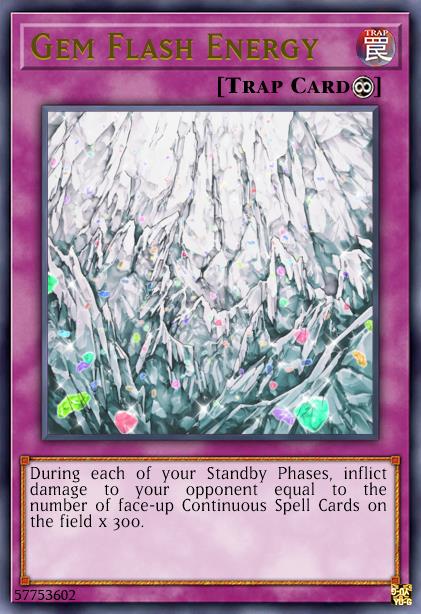 Gem Flash Energy
TRAP
罠
[Trap Card]
During each of your Standby Phases, inflict
damage to your opponent equal to the
number of face-up Continuous Spell Cards on
the field x 300.
57753602